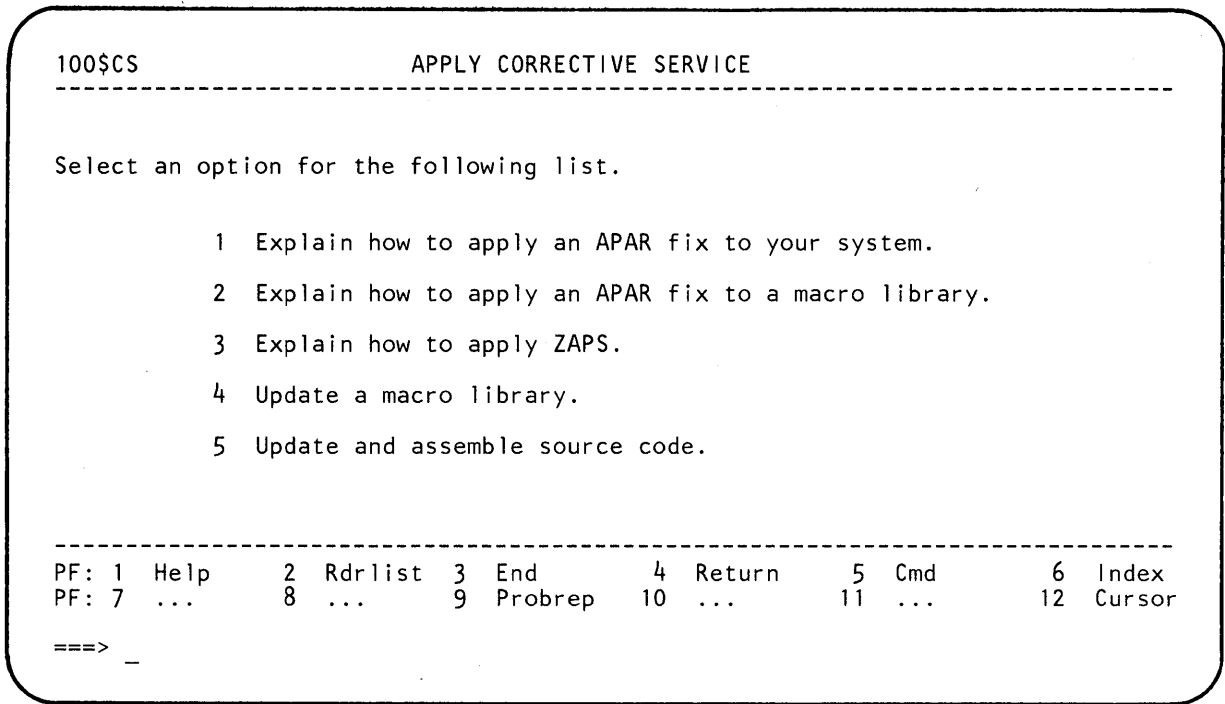 100$CS APPLY CORRECTIVE SERVICE
Select an option for the following list.
1 Explain how to apply an APAR fix to your system.
2 Explain how to apply an APAR fix to a macro library.
3 Explain how to apply ZAPS.
4 Update a macro library.
5 Update and assemble source code.
PF: 1 Help 2 Rdrlist 3 End 4 Return 5 Cmd 6 Index
PF: 7 ... 8 ... 9 Probrep 10 ... 11 ... 12 Cursor
===> _